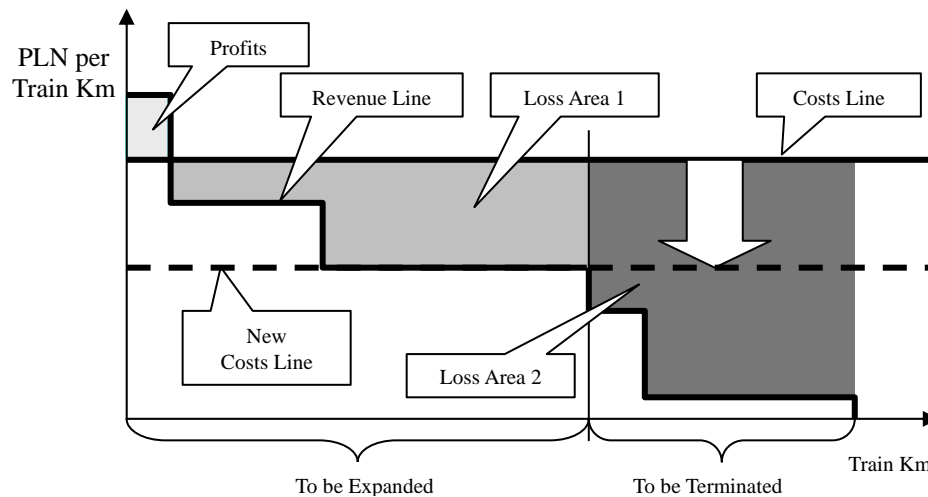 PLN per
Train Km
Profits
Revenue Line
Loss Area 1
Costs Line
New
Costs Line
Loss Area 2
Train Km
To be Expanded
To be Terminated